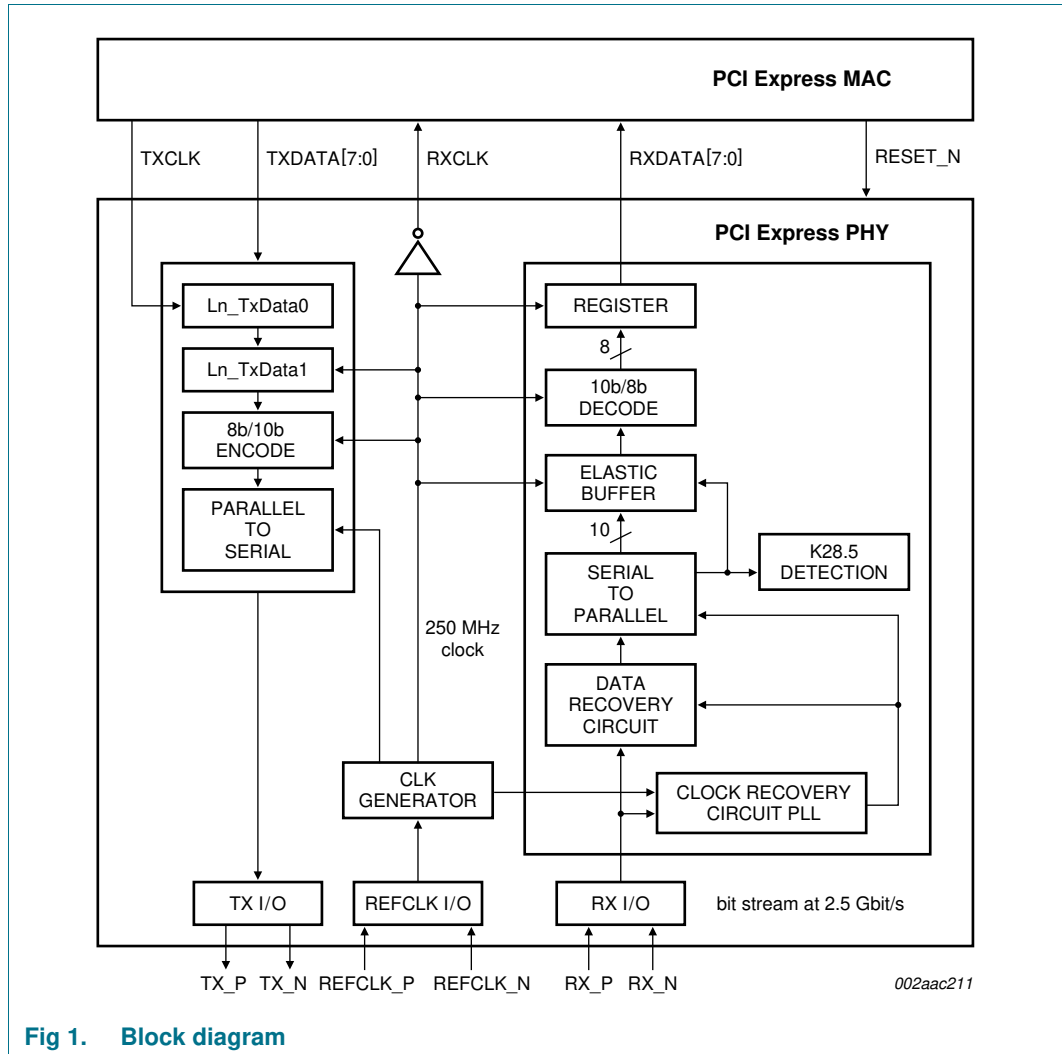 PCI Express MAC
TXCLK
TXDATA[7:0]
RXCLK
RXDATA[7:0]
RESET_N
PCI Express PHY
Ln_TxData0
Ln_TxData1
8b/10b
ENCODE
PARALLEL
TO
SERIAL
REGISTER
8
10b/8b
DECODE
ELASTIC
BUFFER
10
K28.5
DETECTION
SERIAL
TO
PARALLEL
250 MHz
clock
DATA
RECOVERY
CIRCUIT
CLK
GENERATOR
CLOCK RECOVERY
CIRCUIT PLL
TX I/O
REFCLK I/O
RX I/O
bit stream at 2.5 Gbit/s
TX_P
TX_N
REFCLK_P
REFCLK_N
RX_P
RX_N
002aac211
Fig 1. Block diagram